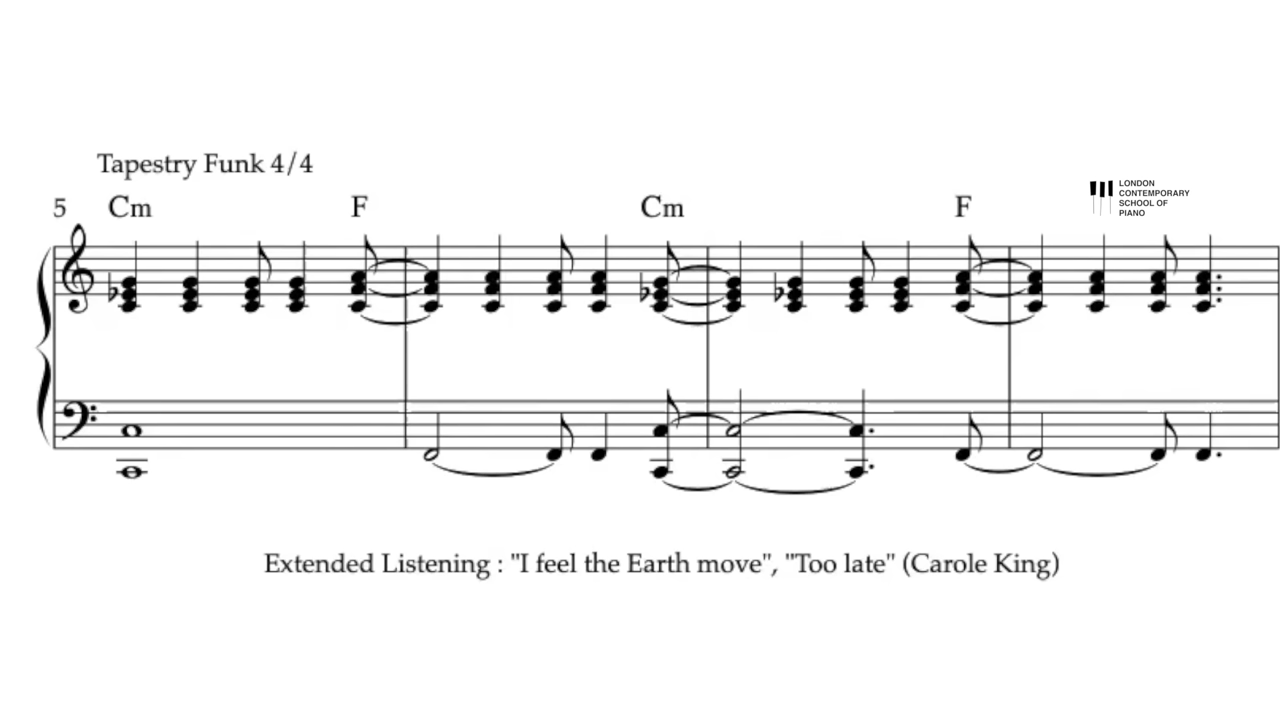 Tapestry Funk 4/4
5 Cm F Cm F
LONDON
CONTEMPORARY
SCHOOL OF
PIANO
Extended Listening : "I feel the Earth move", "Too late" (Carole King)